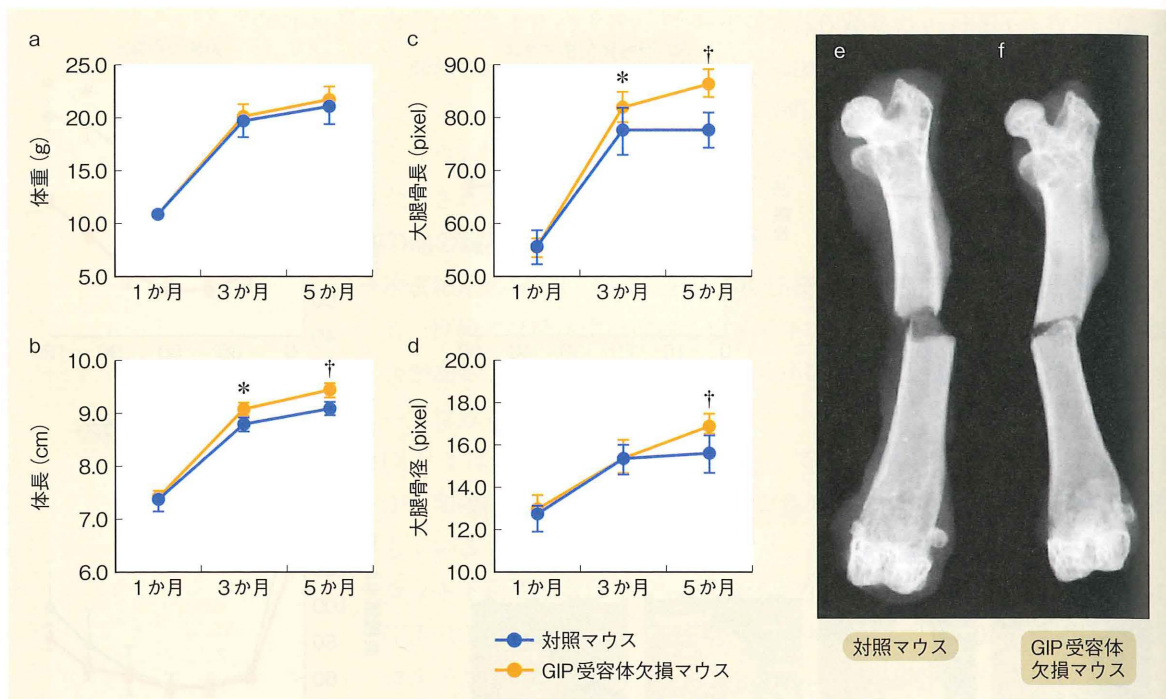 a
25.0
20.0
15.0
10.0
5.0
体重(g)
1か月 3か月 5か月
b
10.0
9.0
8.0
7.0
6.0
体長(cm)
* †
1か月 3か月 5か月
c
90.0
80.0
70.0
60.0
50.0
大腿骨長(pixel)
* †
1か月 3か月 5か月
d
20.0
18.0
16.0
14.0
12.0
10.0
大腿骨径(pixel)
†
1か月 3か月 5か月
対照マウス
GIP受容体欠損マウス
e
対照マウス
f
GIP受容体
欠損マウス